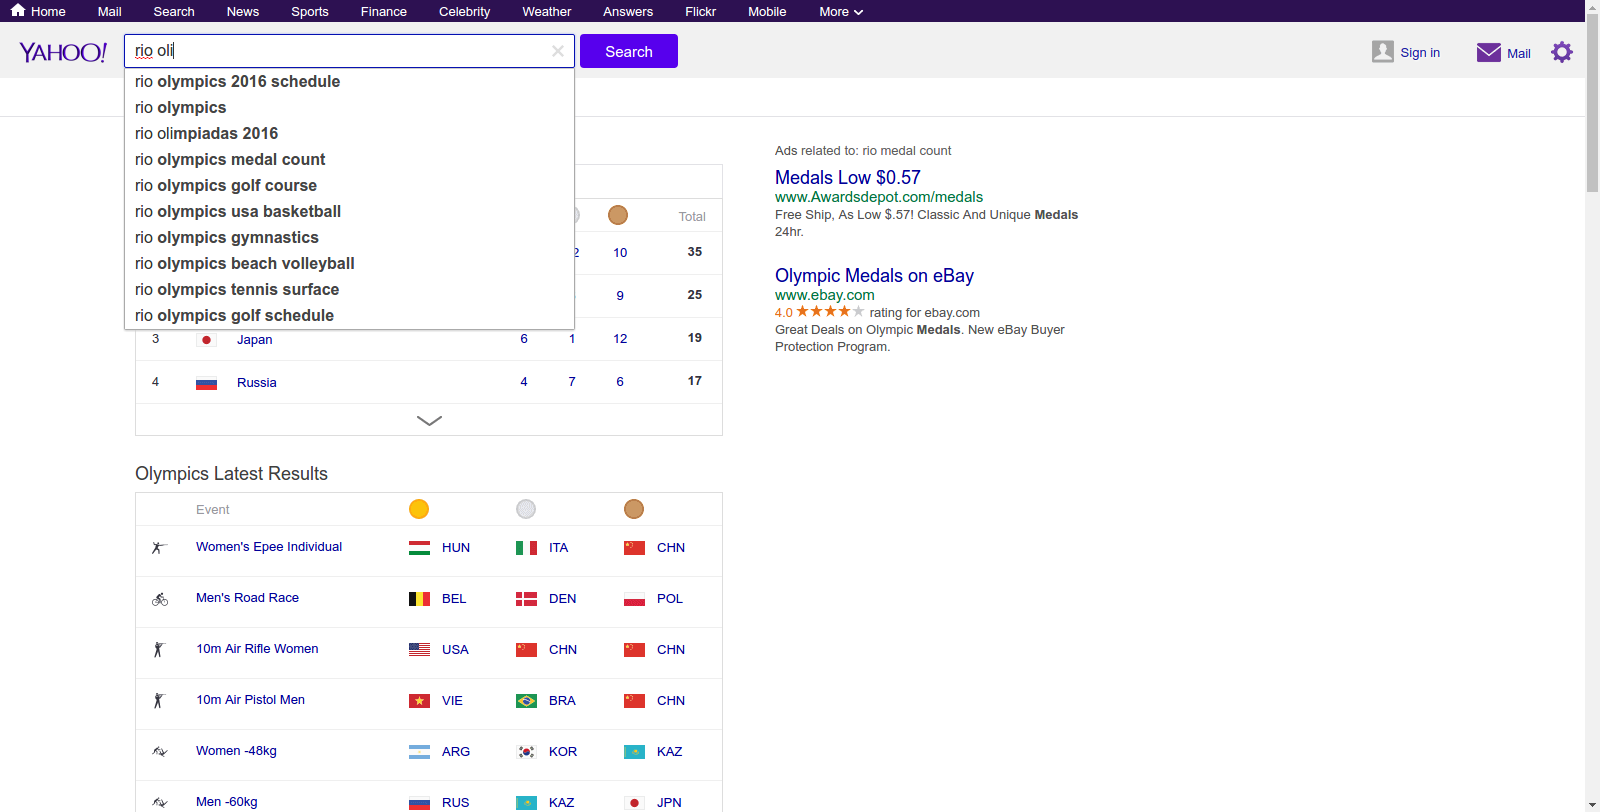 Home Mail Search News Sports Finance Celebrity Weather Answers Flickr Mobile More
YAHOO! rio oli Search Sign in Mail
rio olympics 2016 schedule
rio olympics
rio olimpiadas 2016
rio olympics medal count
rio olympics golf course
rio olympics usa basketball
rio olympics gymnastics
rio olympics beach volleyball
rio olympics tennis surface
rio olympics golf schedule
Total
10 35
9 25
3 Japan 6 1 12 19
4 Russia 4 7 6 17
Olympics Latest Results
Event
Women's Epee Individual HUN ITA CHN
Men's Road Race BEL DEN POL
10m Air Rifle Women USA CHN CHN
10m Air Pistol Men VIE BRA CHN
Women -48kg ARG KOR KAZ
Men -60kg RUS KAZ JPN
Ads related to: rio medal count
Medals Low $0.57
www.Awardsdepot.com/medals
Free Ship, As Low $.57! Classic And Unique Medals
24hr.
Olympic Medals on eBay
www.ebay.com
4.0 rating for ebay.com
Great Deals on Olympic Medals. New eBay Buyer
Protection Program.